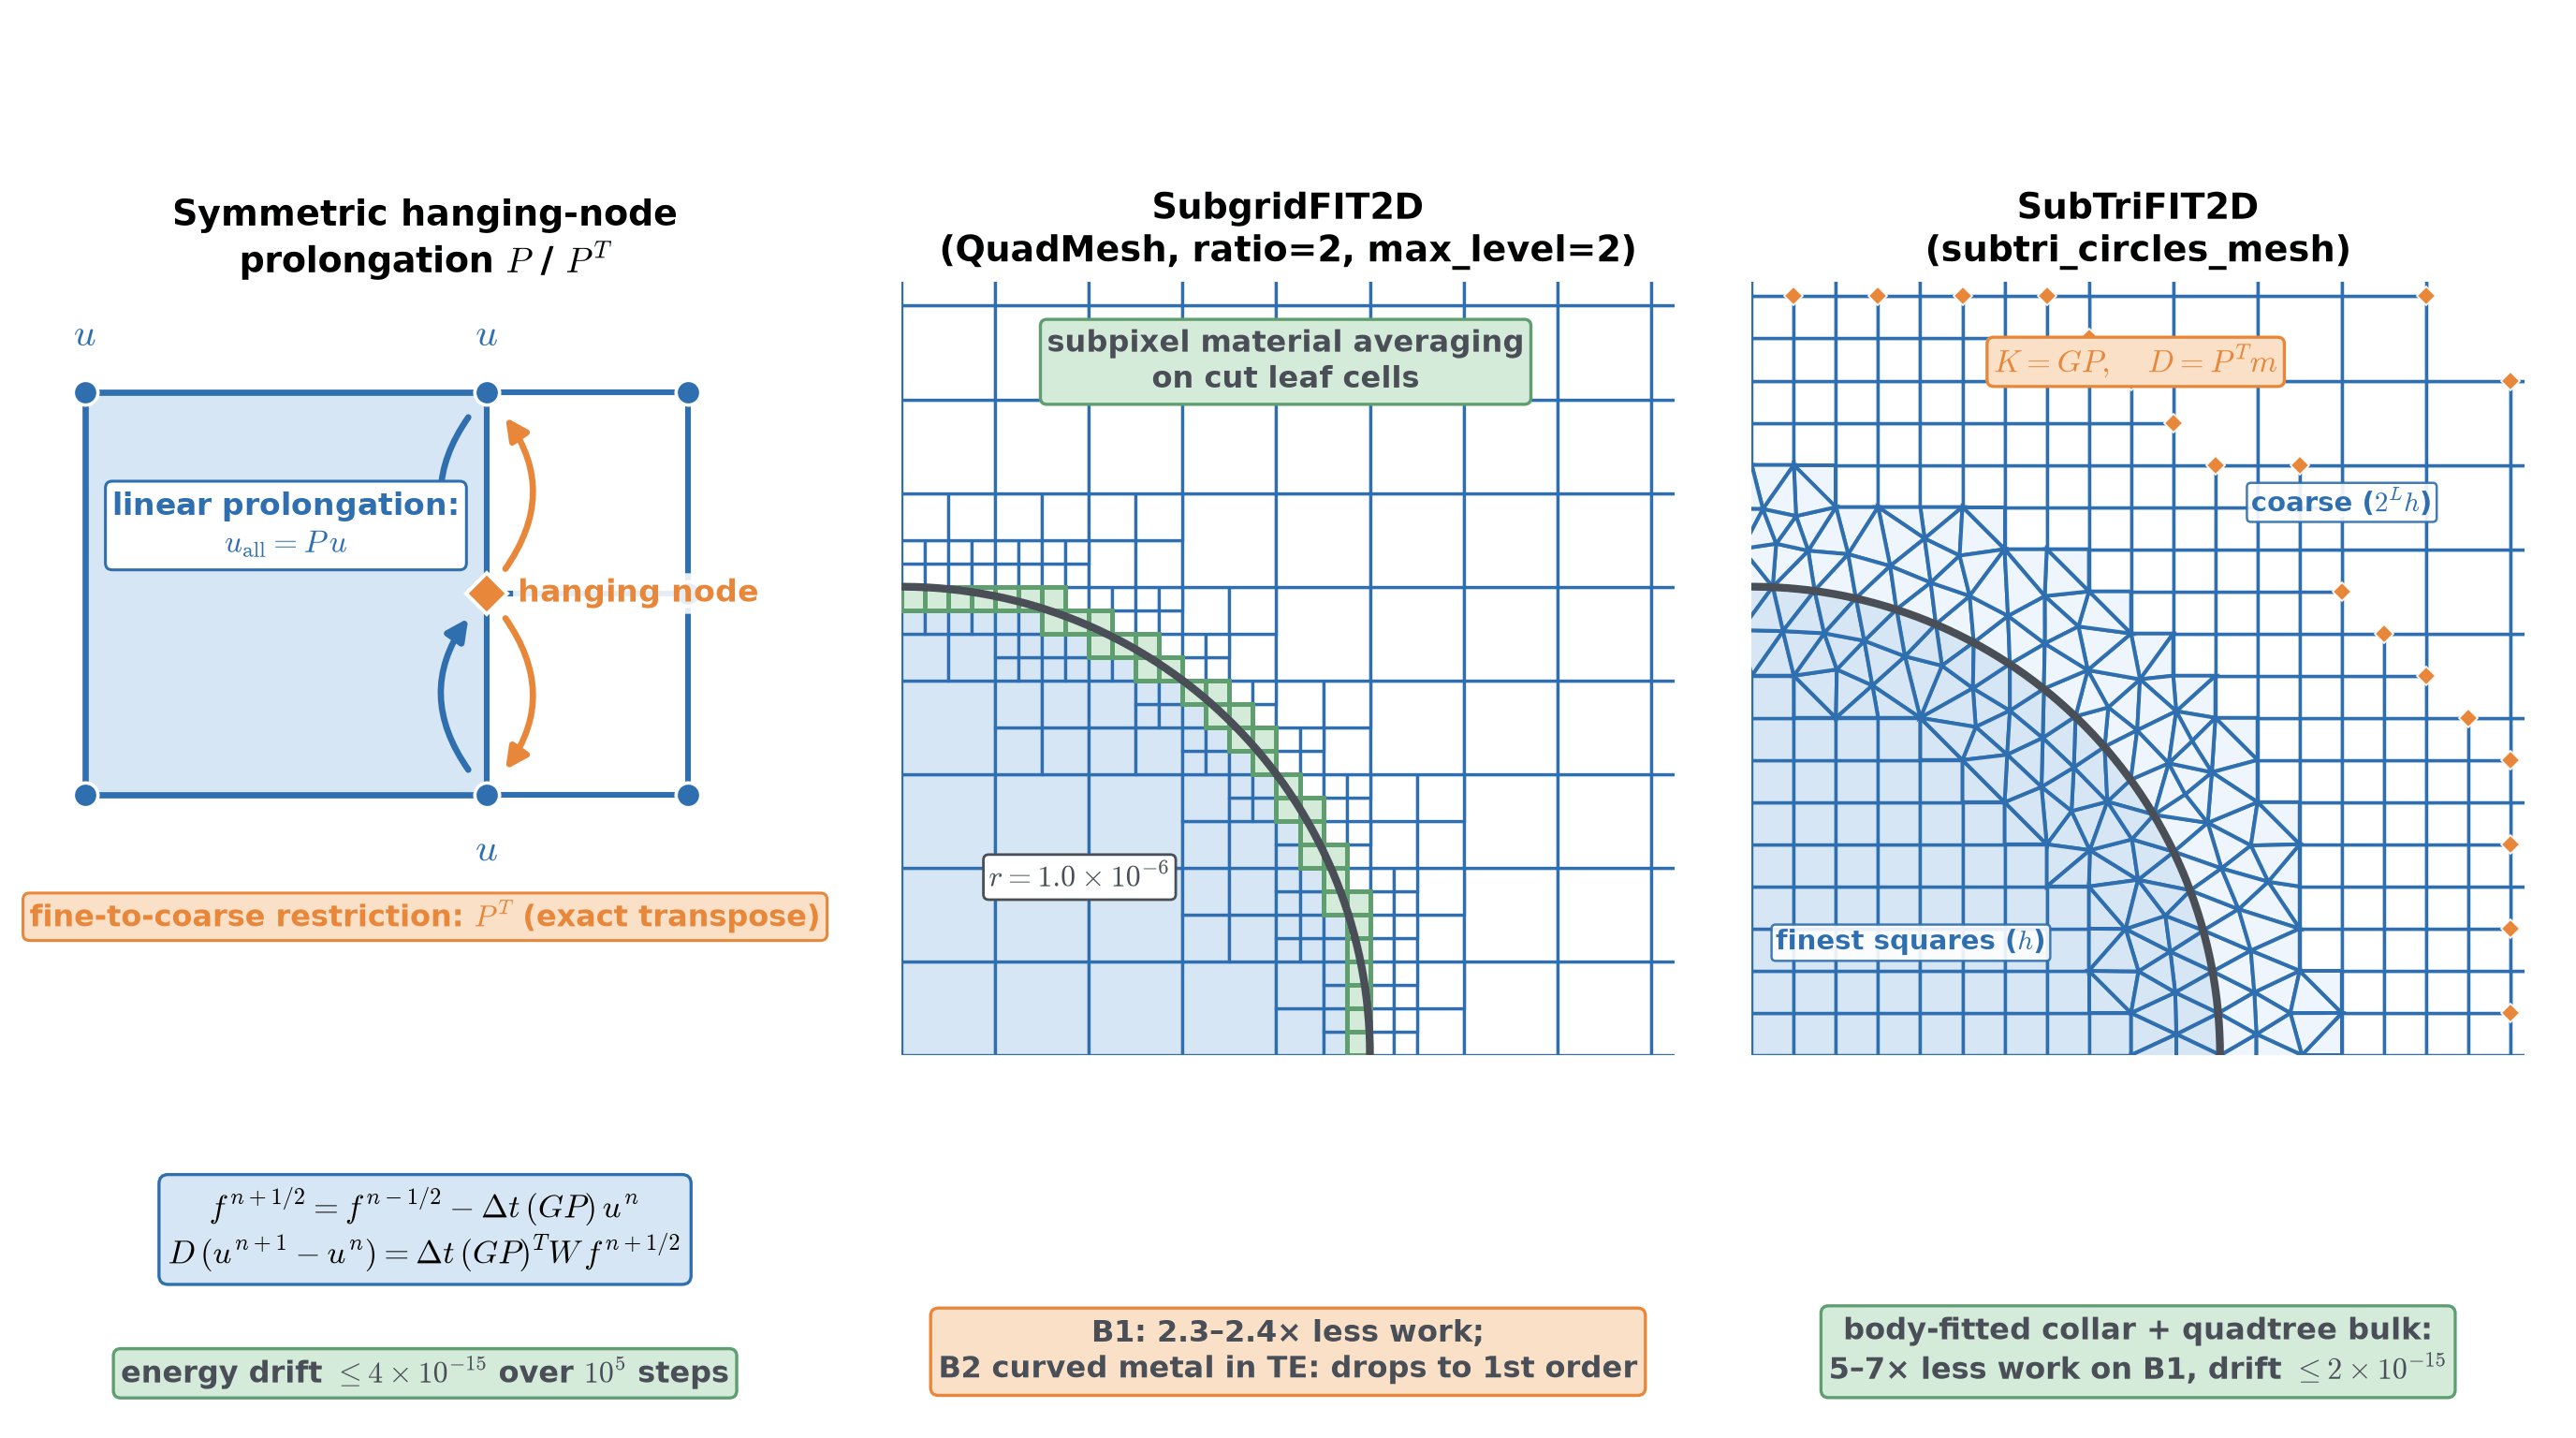 Symmetric hanging-node
prolongation P / P^T
u
u
linear prolongation:
u_all = P u
hanging node
u
fine-to-coarse restriction: P^T (exact transpose)
f^{n+1/2} = f^{n−1/2} − Δt (GP) u^n
D (u^{n+1} − u^n) = Δt (GP)^T W f^{n+1/2}
energy drift ≤ 4 × 10^{−15} over 10^5 steps
SubgridFIT2D
(QuadMesh, ratio=2, max_level=2)
subpixel material averaging
on cut leaf cells
r = 1.0 × 10^{−6}
B1: 2.3–2.4× less work;
B2 curved metal in TE: drops to 1st order
SubTriFIT2D
(subtri_circles_mesh)
K = GP, D = P^T m
coarse (2^L h)
finest squares (h)
body-fitted collar + quadtree bulk:
5–7× less work on B1, drift ≤ 2 × 10^{−15}